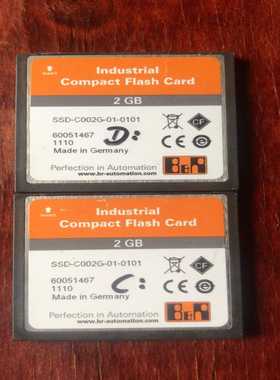 Industrial
Compact Flash Card
2 GB
SSD-C002G-01-0101
60051467 D:
1110
Made in Germany
CF
CE
Perfection in Automation
www.br-automation.com
B&R
Industrial
Compact Flash Card
2 GB
SSD-C002G-01-0101
60051467 C:
1110
Made in Germany
CF
CE
Perfection in Automation
www.br-automation.com
B&R